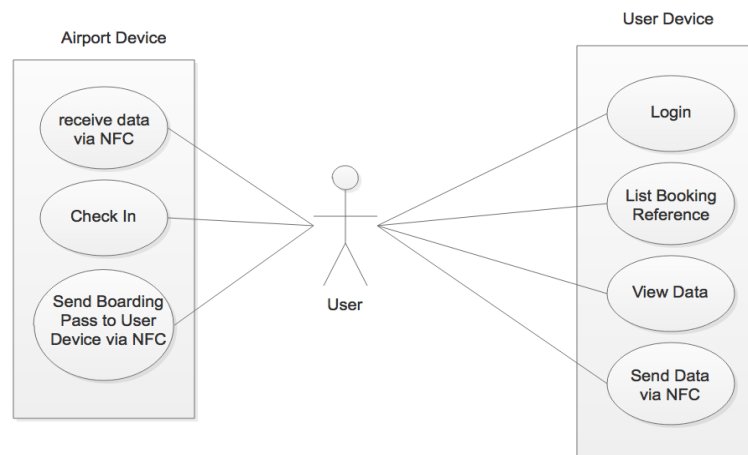 Airport Device
receive data
via NFC
Check In
Send Boarding
Pass to User
Device via NFC
User
User Device
Login
List Booking
Reference
View Data
Send Data
via NFC